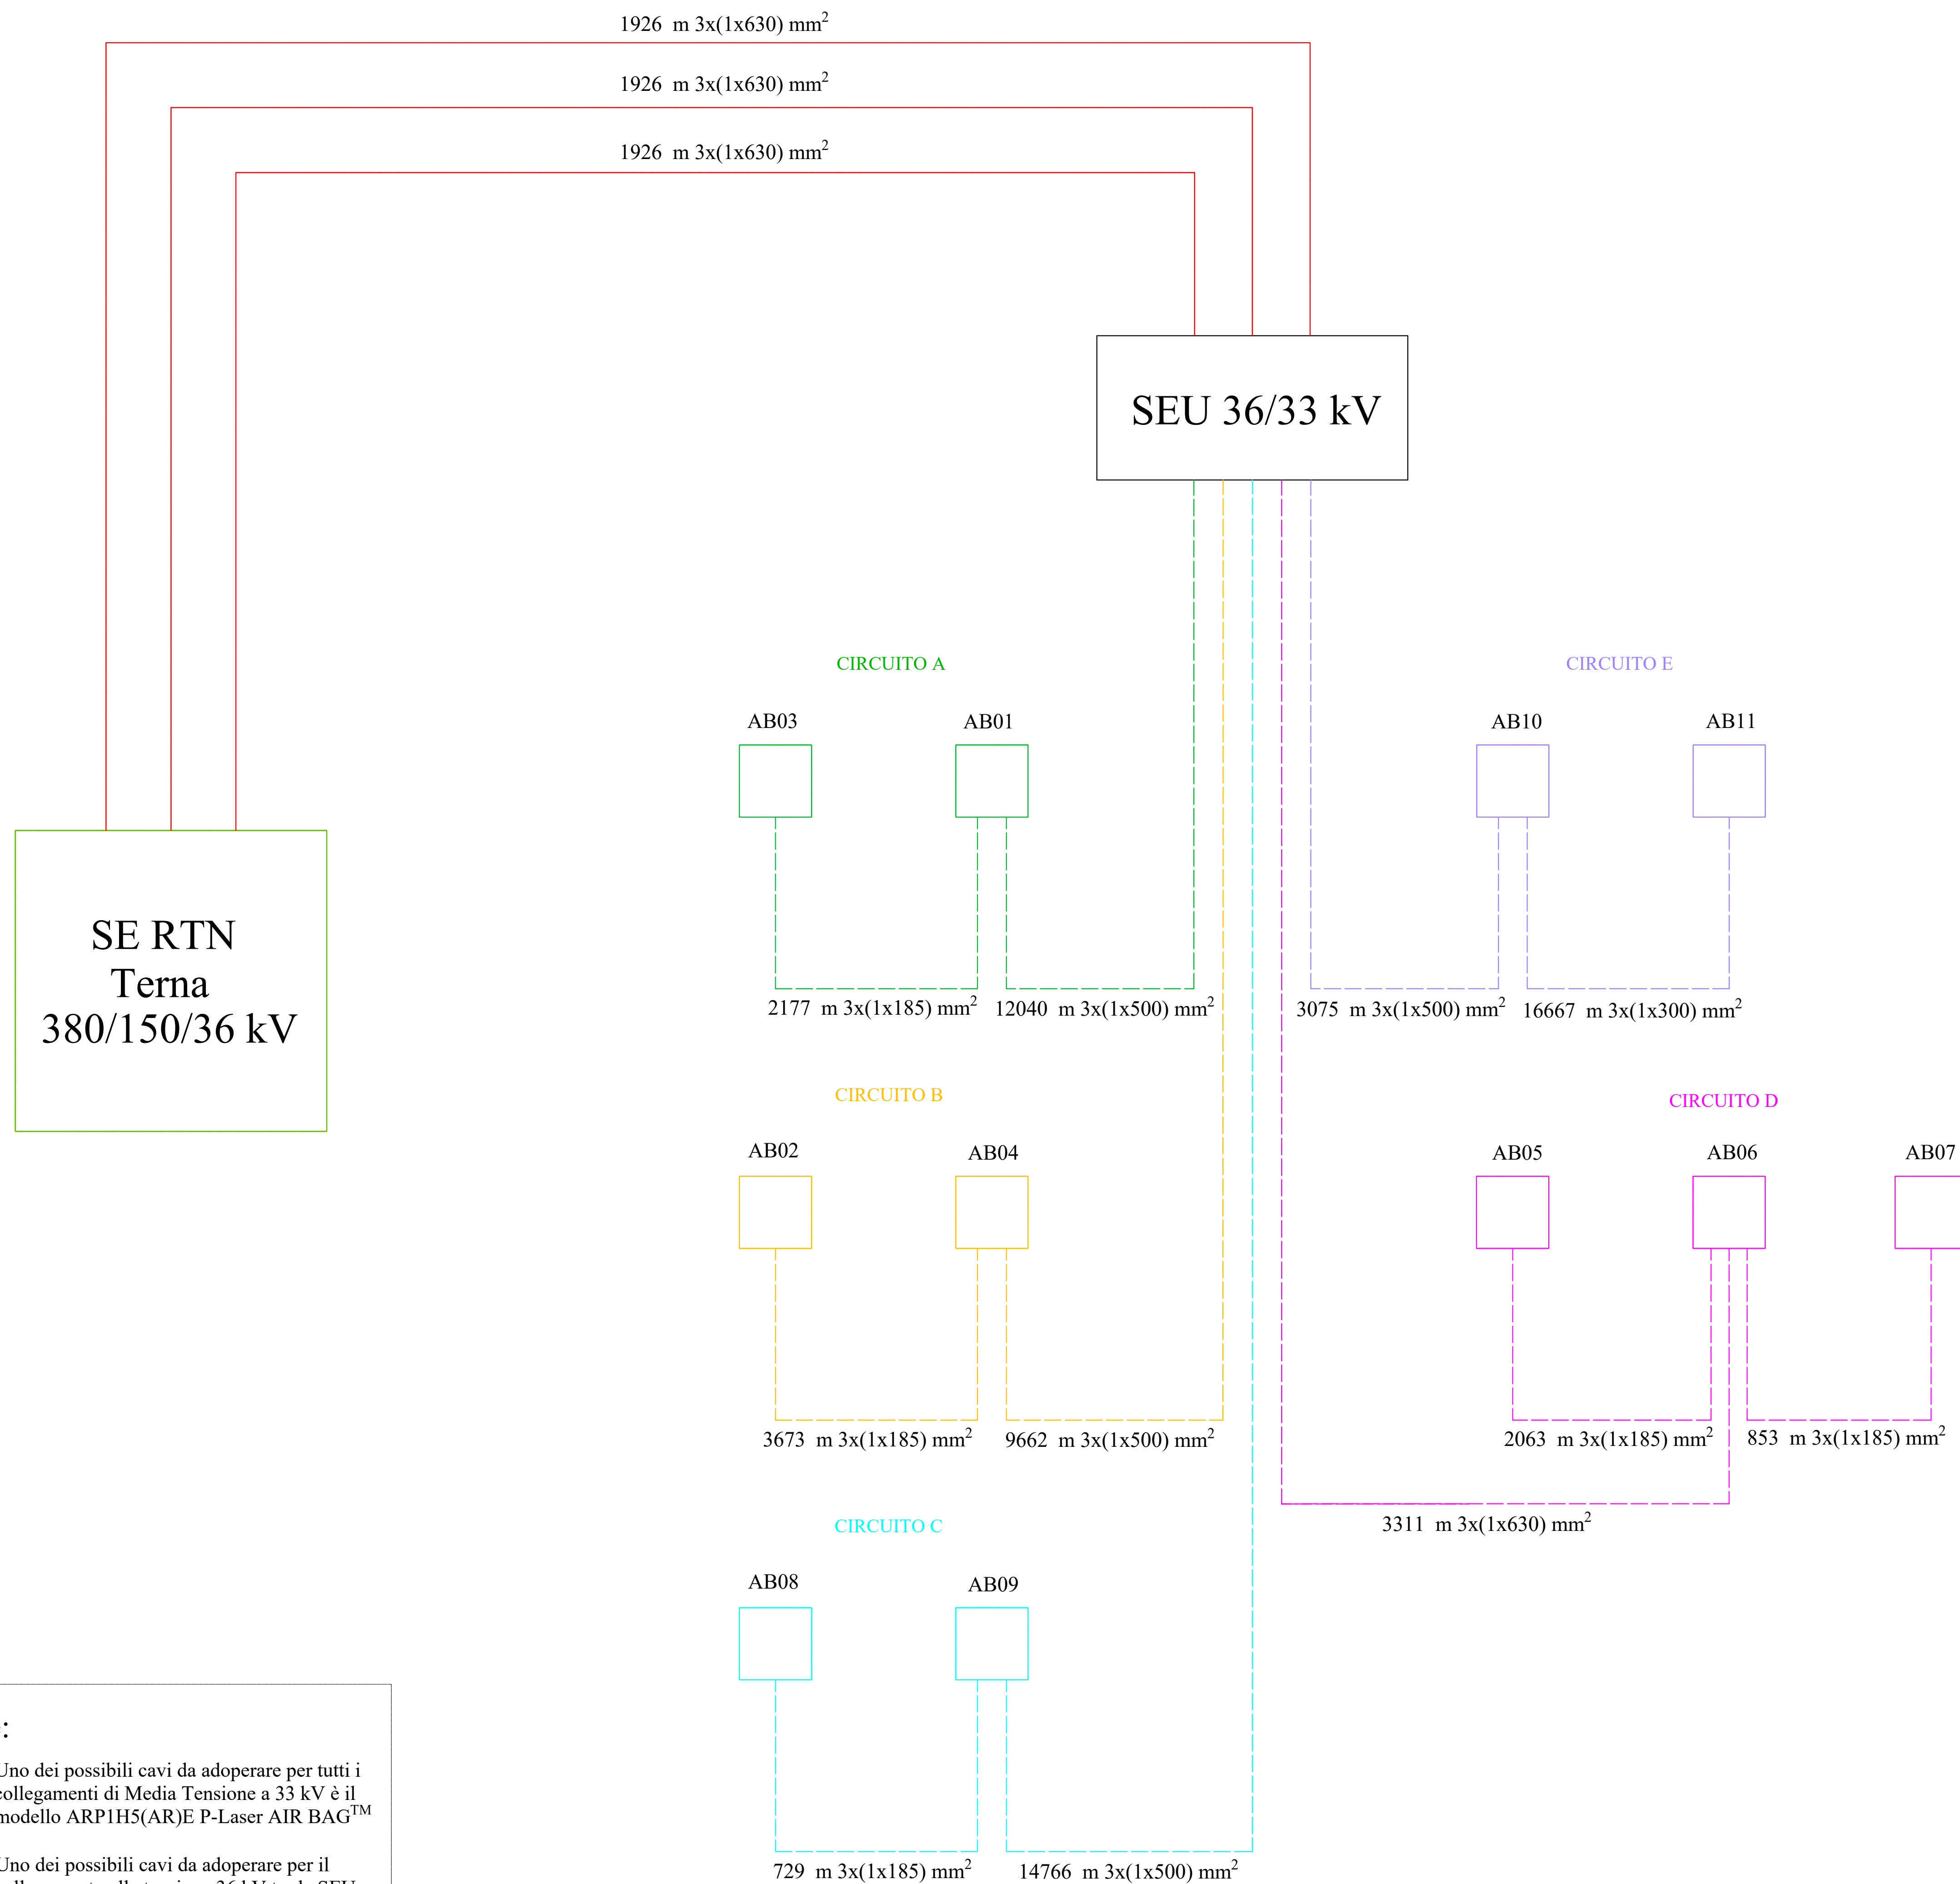 1926 m 3x(1x630) mm²
1926 m 3x(1x630) mm²
1926 m 3x(1x630) mm²
SEU 36/33 kV
CIRCUITO A
CIRCUITO E
AB03
AB01
AB10
AB11
SE RTN
Terna
380/150/36 kV
2177 m 3x(1x185) mm²
12040 m 3x(1x500) mm²
3075 m 3x(1x500) mm²
16667 m 3x(1x300) mm²
CIRCUITO B
CIRCUITO D
AB02
AB04
AB05
AB06
AB07
3673 m 3x(1x185) mm²
9662 m 3x(1x500) mm²
2063 m 3x(1x185) mm²
853 m 3x(1x185) mm²
3311 m 3x(1x630) mm²
CIRCUITO C
AB08
AB09
:
Uno dei possibili cavi da adoperare per tutti i
collegamenti di Media Tensione a 33 kV è il
modello ARP1H5(AR)E P-Laser AIR BAG™
Uno dei possibili cavi da adoperare per il
729 m 3x(1x185) mm²
14766 m 3x(1x500) mm²